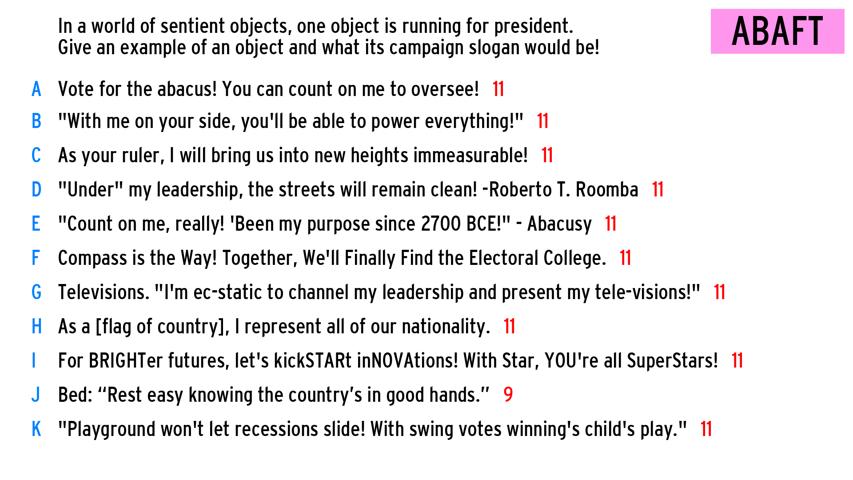 In a world of sentient objects, one object is running for president.
Give an example of an object and what its campaign slogan would be!
ABAFT
A Vote for the abacus! You can count on me to oversee! 11
B "With me on your side, you'll be able to power everything!" 11
C As your ruler, I will bring us into new heights immeasurable! 11
D "Under" my leadership, the streets will remain clean! -Roberto T. Roomba 11
E "Count on me, really! 'Been my purpose since 2700 BCE!" - Abacusy 11
F Compass is the Way! Together, We'll Finally Find the Electoral College. 11
G Televisions. "I'm ec-static to channel my leadership and present my tele-visions!" 11
H As a [flag of country], I represent all of our nationality. 11
I For BRIGHTer futures, let's kickSTARt inNOVAtions! With Star, YOU're all SuperStars! 11
J Bed: “Rest easy knowing the country’s in good hands.” 9
K "Playground won't let recessions slide! With swing votes winning's child's play." 11